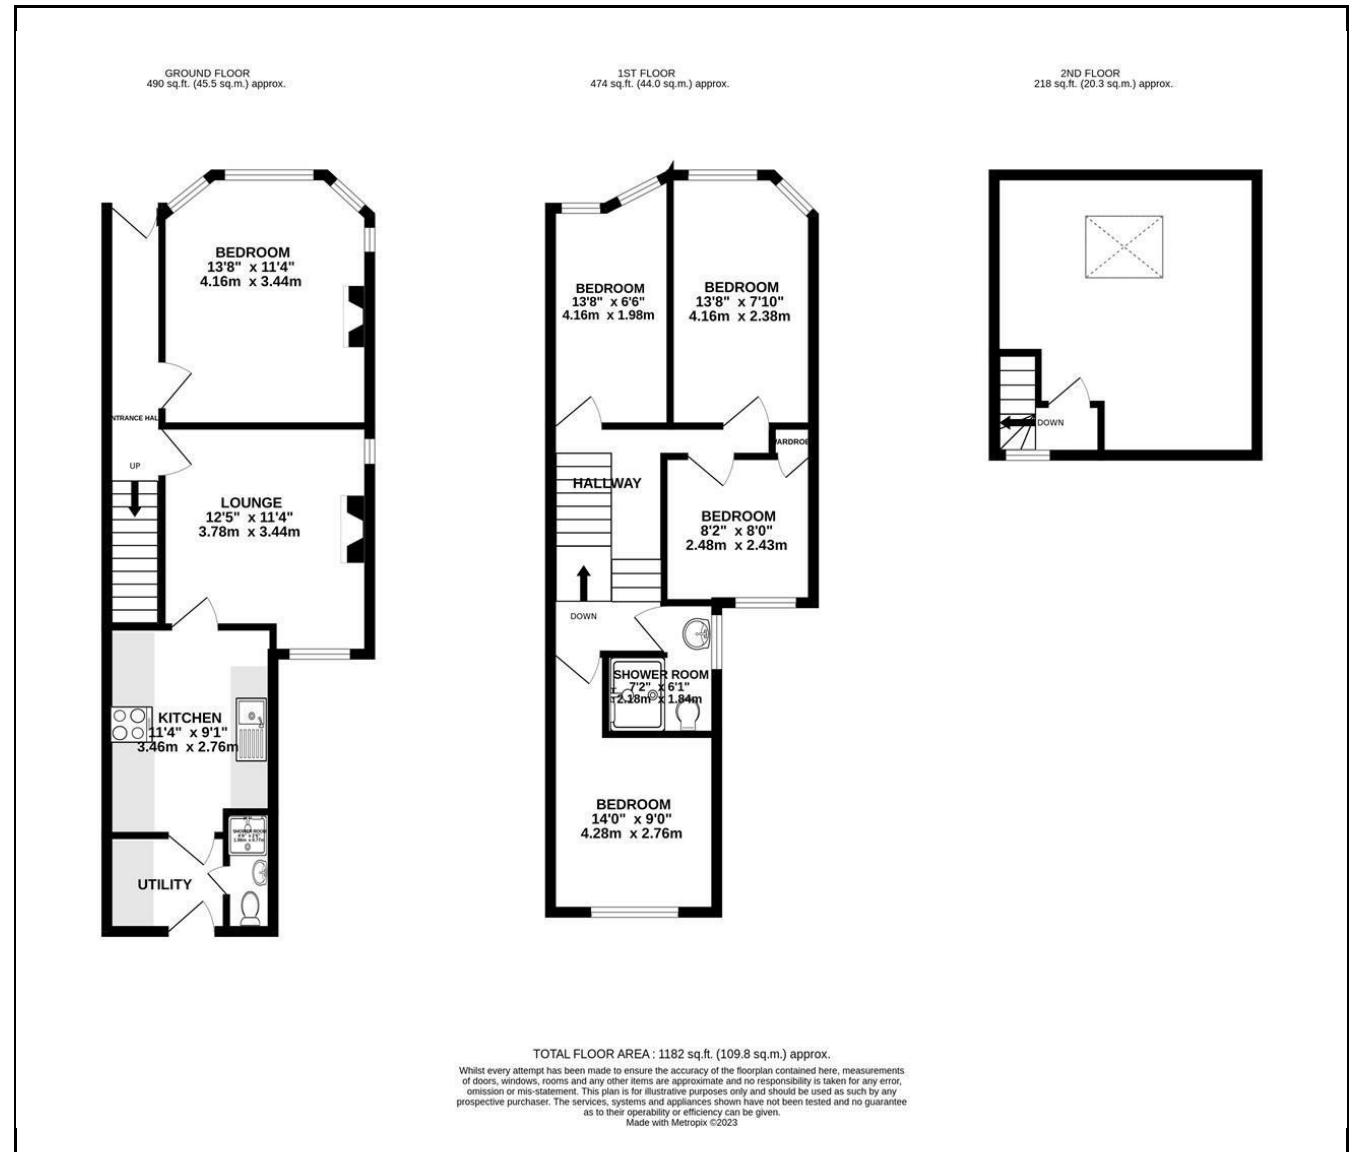 GROUND FLOOR
490 sq.ft. (45.5 sq.m.) approx.
1ST FLOOR
474 sq.ft. (44.0 sq.m.) approx.
2ND FLOOR
218 sq.ft. (20.3 sq.m.) approx.
BEDROOM
13'8" x 11'4"
4.16m x 3.44m
NTRANCE HAL
UP
LOUNGE
12'5" x 11'4"
3.78m x 3.44m
KITCHEN
11'4" x 9'1"
3.46m x 2.76m
SHOWER ROOM
UTILITY
BEDROOM
13'8" x 6'6"
4.16m x 1.98m
BEDROOM
13'8" x 7'10"
4.16m x 2.38m
ARDROB
HALLWAY
BEDROOM
8'2" x 8'0"
2.48m x 2.43m
DOWN
SHOWER ROOM
7'2" x 6'1"
2.18m x 1.84m
BEDROOM
14'0" x 9'0"
4.28m x 2.76m
DOWN
TOTAL FLOOR AREA : 1182 sq.ft. (109.8 sq.m.) approx.
Whilst every attempt has been made to ensure the accuracy of the floorplan contained here, measurements
of doors, windows, rooms and any other items are approximate and no responsibility is taken for any error,
omission or mis-statement. This plan is for illustrative purposes only and should be used as such by any
prospective purchaser. The services, systems and appliances shown have not been tested and no guarantee
as to their operability or efficiency can be given.
Made with Metropix ©2023